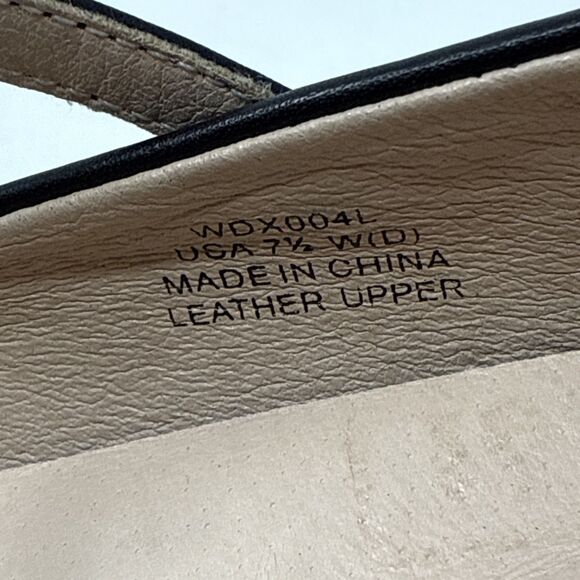 WDX004L
USA 7½ W(D)
MADE IN CHINA
LEATHER UPPER